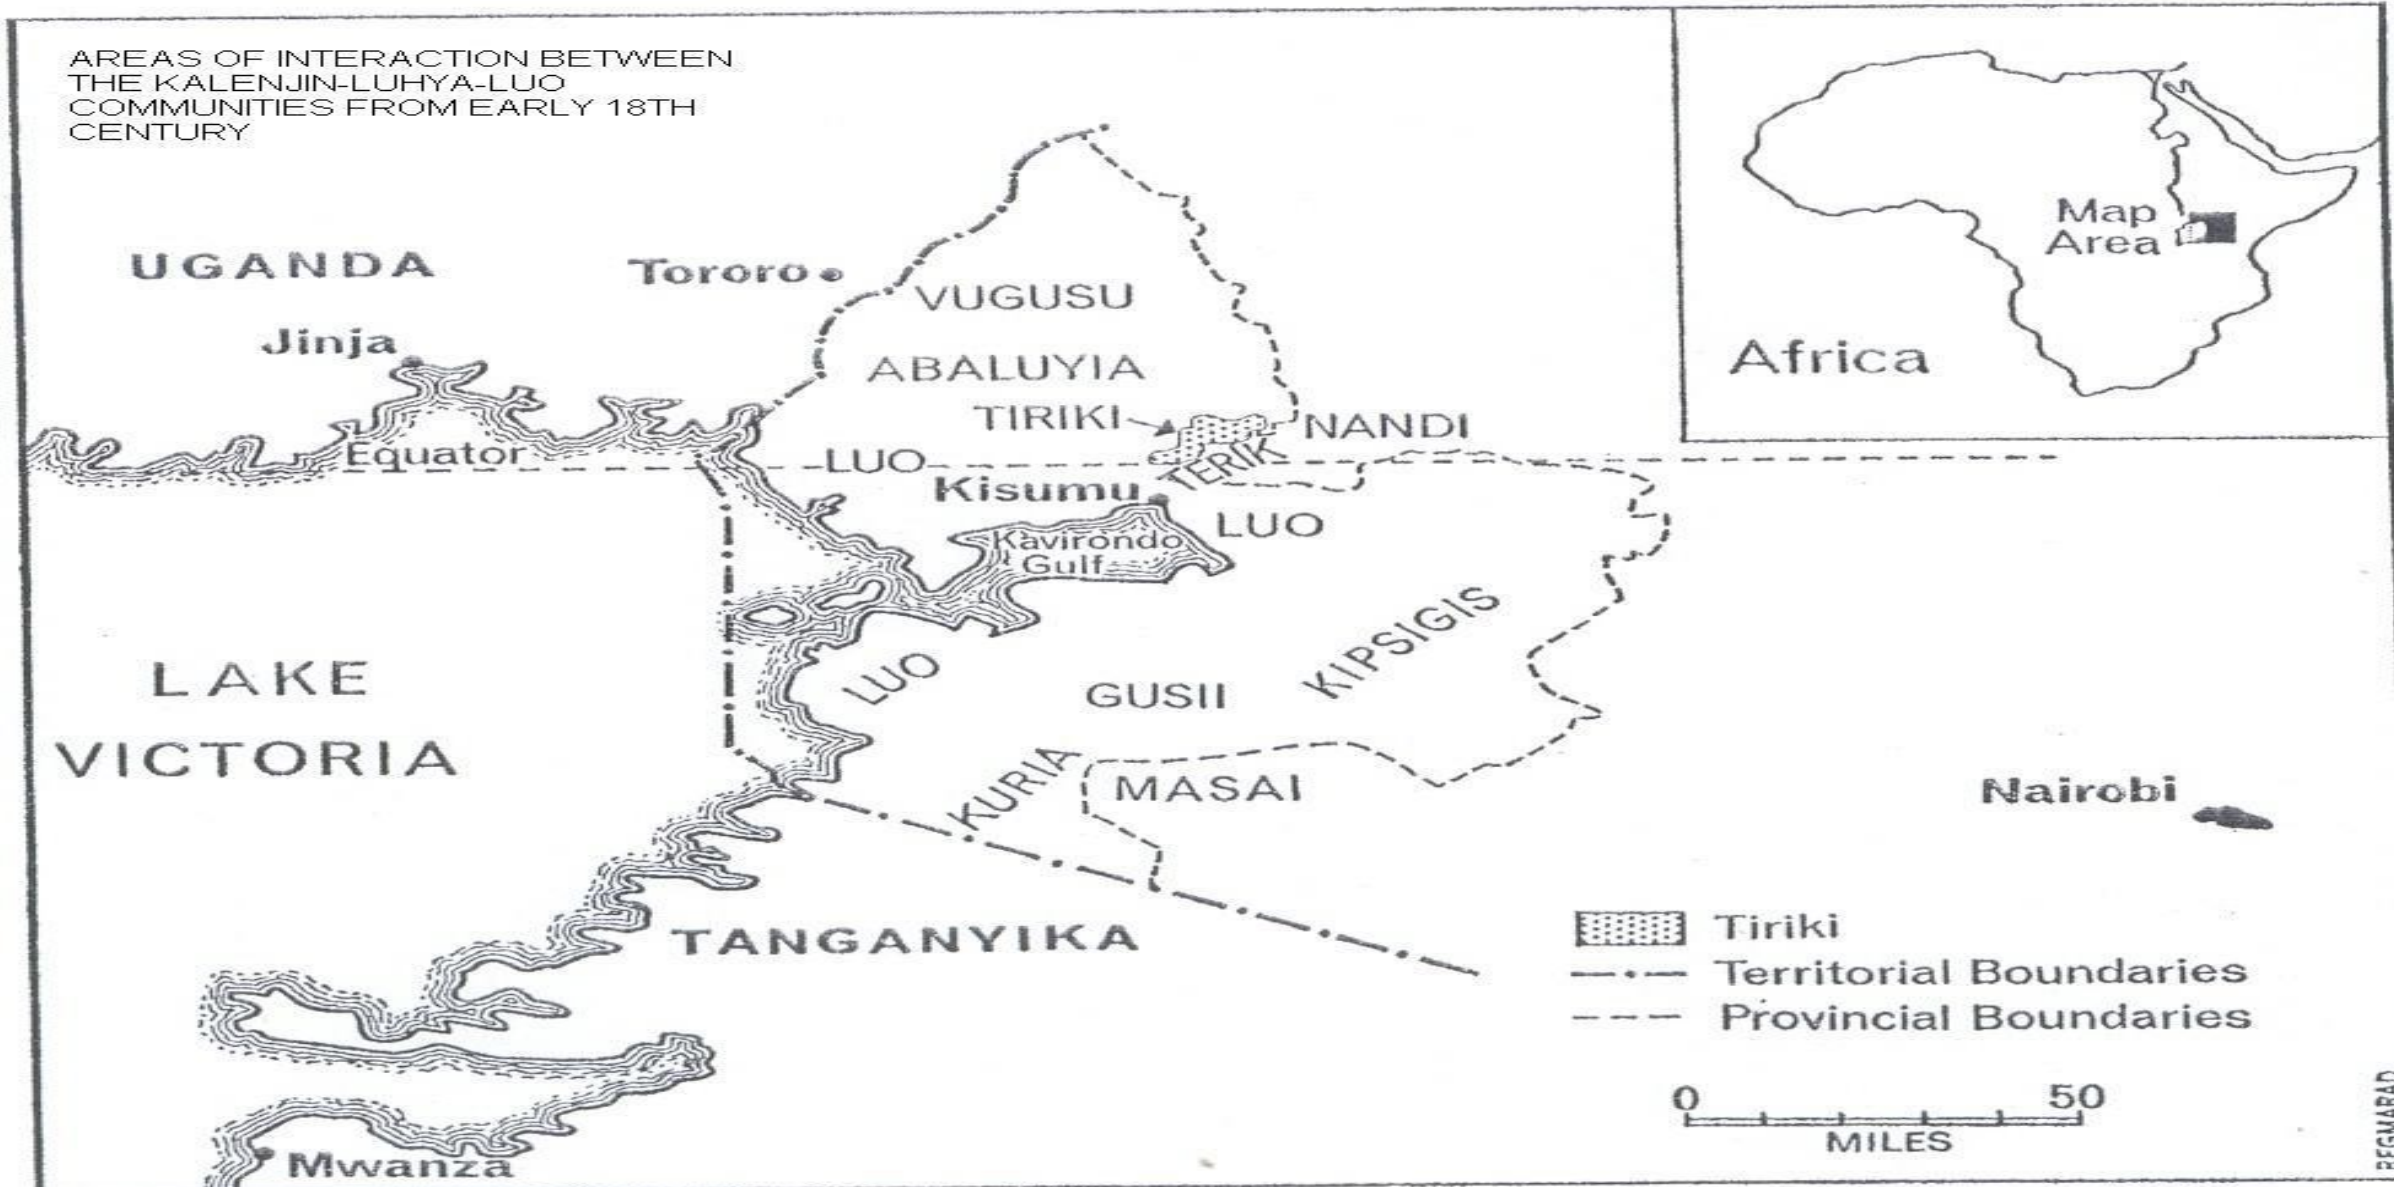 AREAS OF INTERACTION BETWEEN
THE KALENJIN-LUHYA-LUO
COMMUNITIES FROM EARLY 18TH
CENTURY
Map
Area
Africa
UGANDA
Tororo
VUGUSU
Jinja
ABALUYIA
TIRIKI
NANDI
Equator
LUO
TERIK
Kisumu
LUO
Kavirondo
Gulf
KIPSIGIS
LUO
GUSII
LAKE
VICTORIA
KURIA
MASAI
Nairobi
TANGANYIKA
Tiriki
Territorial Boundaries
Provincial Boundaries
0 50
MILES
Mwanza